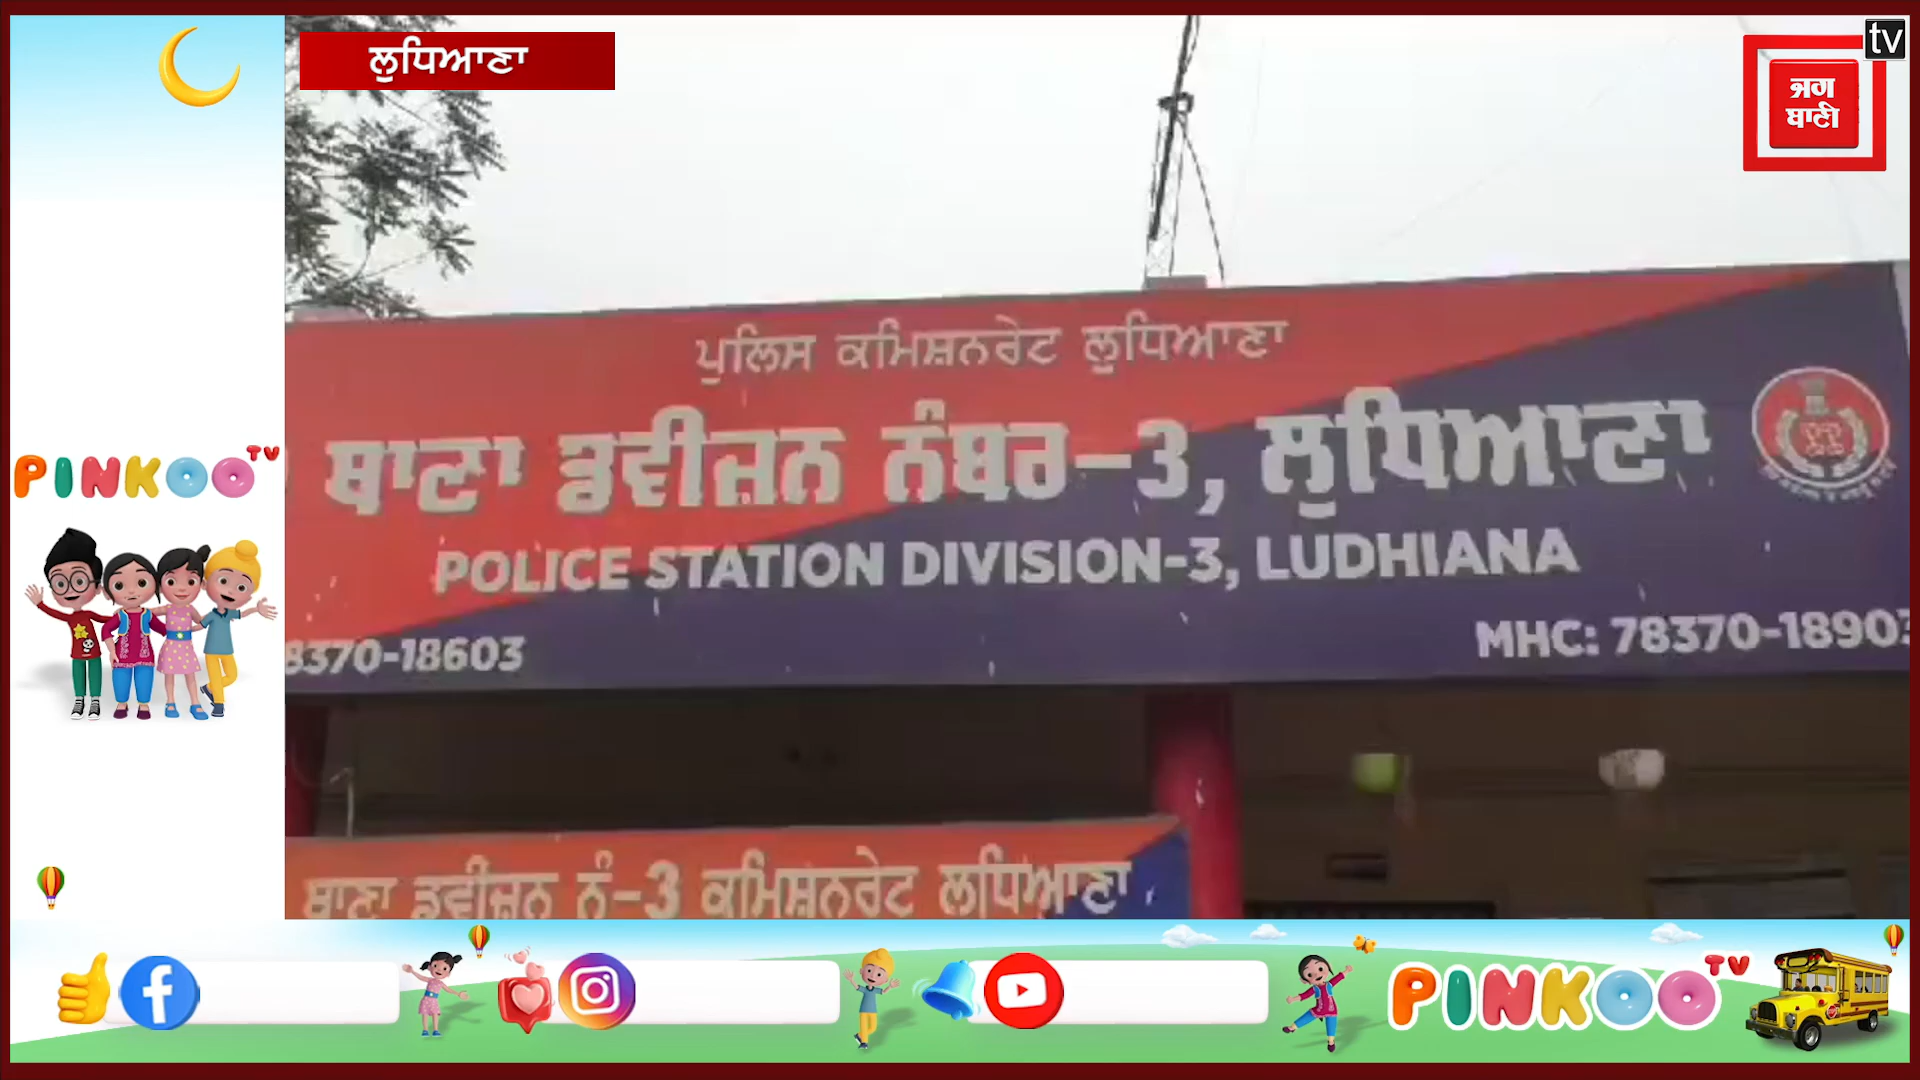 ਲੁਧਿਆਣਾ
tv
ਜਗ
ਬਾਣੀ
ਪੁਲਿਸ ਕਮਿਸ਼ਨਰੇਟ ਲੁਧਿਆਣਾ
ਥਾਣਾ ਡਵੀਜ਼ਨ ਨੰਬਰ-3, ਲੁਧਿਆਣਾ
POLICE STATION DIVISION-3, LUDHIANA
8370-18603
MHC: 78370-18903
ਥਾਣਾ ਡਵੀਜ਼ਨ ਨੰ-3 ਕਮਿਸ਼ਨਰੇਟ ਲੁਧਿਆਣਾ
PINKOO TV
PINKOO TV